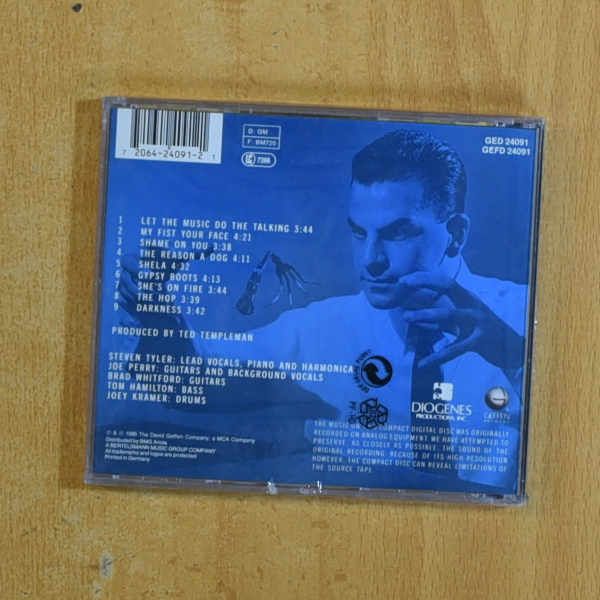 7 2064-24091-2 1
D: QM
F: BM720
LC 7266
GED 24091
GEFD 24091
1 LET THE MUSIC DO THE TALKING 3:44
2 MY FIST YOUR FACE 4:21
3 SHAME ON YOU 3:38
4 THE REASON A DOG 4:11
5 SHELA 4:32
6 GYPSY BOOTS 4:13
7 SHE'S ON FIRE 3:44
8 THE HOP 3:39
9 DARKNESS 3:42
PRODUCED BY TED TEMPLEMAN
STEVEN TYLER: LEAD VOCALS, PIANO AND HARMONICA
JOE PERRY: GUITARS AND BACKGROUND VOCALS
BRAD WHITFORD: GUITARS
TOM HAMILTON: BASS
JOEY KRAMER: DRUMS
DER GRÜNE PUNKT
DIOGENES
PRODUCTIONS, INC
GEFFEN
RECORDS
℗ & © 1985 The David Geffen Company, a MCA Company
Distributed by BMG Ariola
A BERTELSMANN MUSIC GROUP COMPANY
All trademarks and logos are protected
Printed in Germany
THE MUSIC ON COMPACT DIGITAL DISC WAS ORIGINALLY
RECORDED ON ANALOG EQUIPMENT WE HAVE ATTEMPTED TO
PRESERVE, AS CLOSELY AS POSSIBLE, THE SOUND OF THE
ORIGINAL RECORDING. BECAUSE OF ITS HIGH RESOLUTION
HOWEVER, THE COMPACT DISC CAN REVEAL LIMITATIONS OF
THE SOURCE TAPE